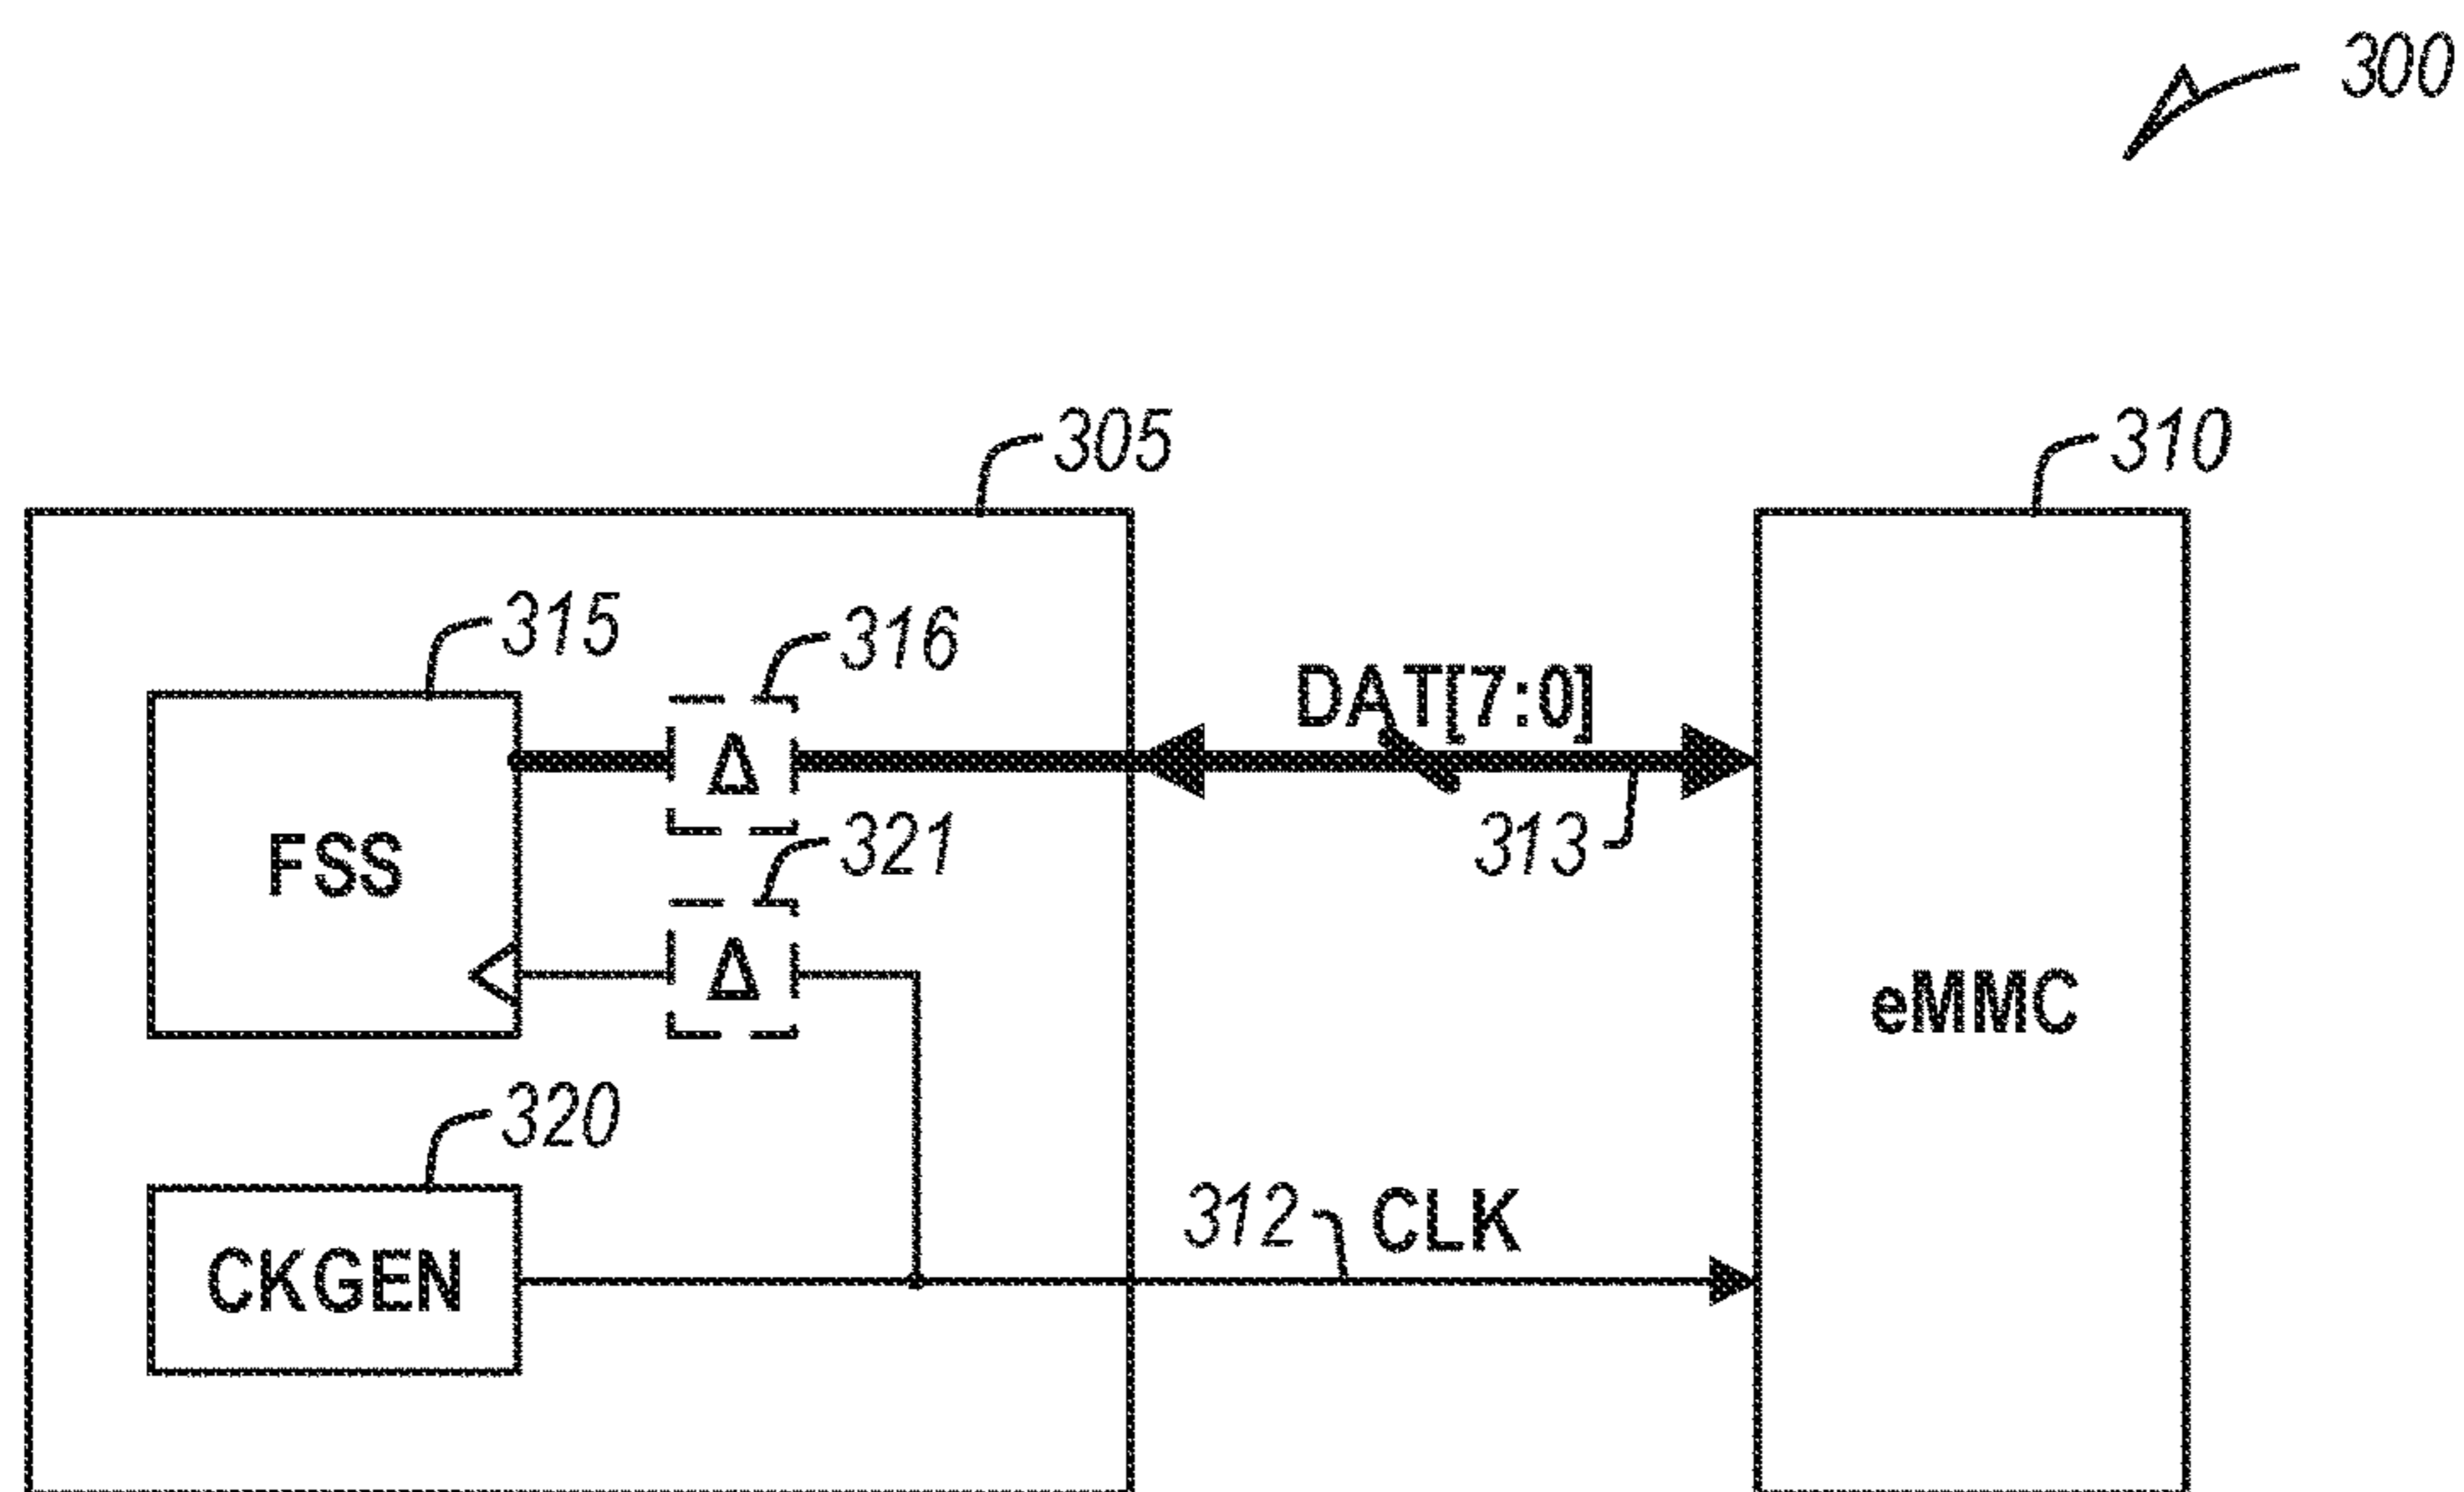 300
305
310
315
316
DAT[7:0]
Δ
321
313
FSS
Δ
eMMC
320
312
CLK
CKGEN